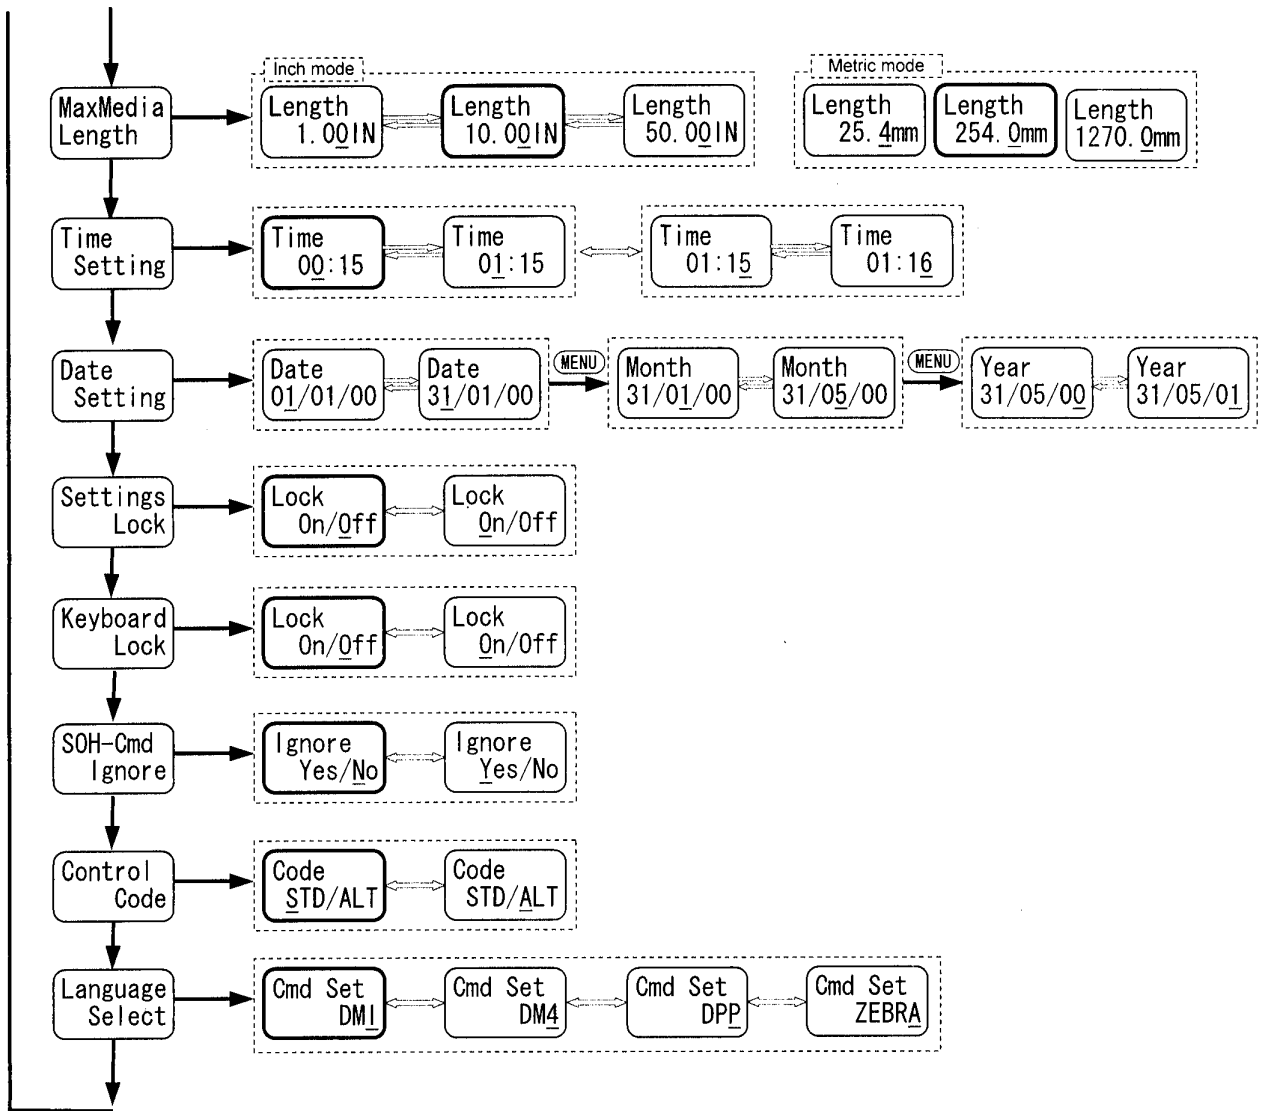 Inch mode
Metric mode
MaxMedia
Length
Length
1.00IN
Length
10.00IN
Length
50.00IN
Length
25.4mm
Length
254.0mm
Length
1270.0mm
Time
Setting
Time
00:15
Time
01:15
Time
01:15
Time
01:16
Date
Setting
Date
01/01/00
Date
31/01/00
MENU
Month
31/01/00
Month
31/05/00
MENU
Year
31/05/00
Year
31/05/01
Settings
Lock
Lock
On/Off
Lock
On/Off
Keyboard
Lock
Lock
On/Off
Lock
On/Off
SOH-Cmd
Ignore
Ignore
Yes/No
Ignore
Yes/No
Control
Code
Code
STD/ALT
Code
STD/ALT
Language
Select
Cmd Set
DMI
Cmd Set
DM4
Cmd Set
DPP
Cmd Set
ZEBRA